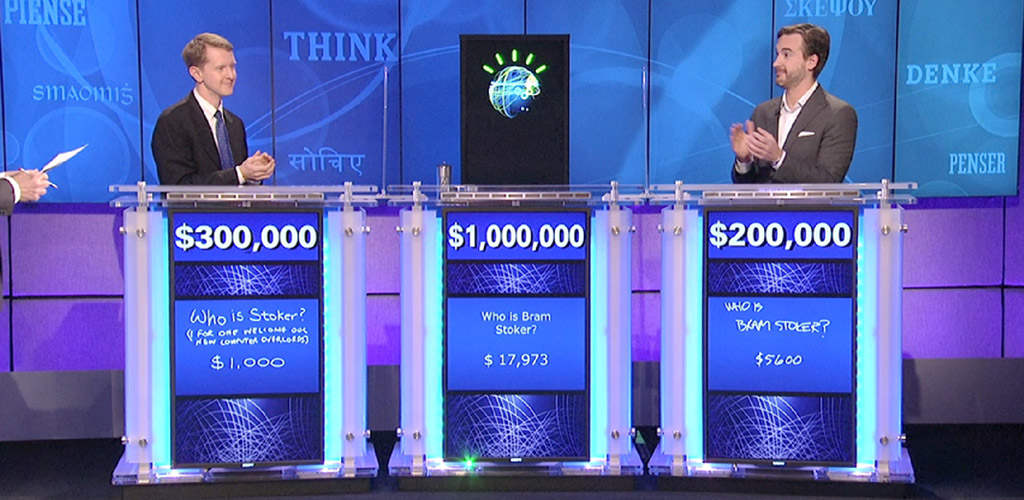 PIENSE
ΣΚΕΨΟΥ
THINK
DENKE
सोचिए
PENSER
$300,000
Who is Stoker?
(I FOR ONE WELCOME OUR
NEW COMPUTER OVERLORDS)
$1,000
$1,000,000
Who is Bram
Stoker?
$ 17,973
$200,000
WHO IS
BRAM STOKER?
$5600